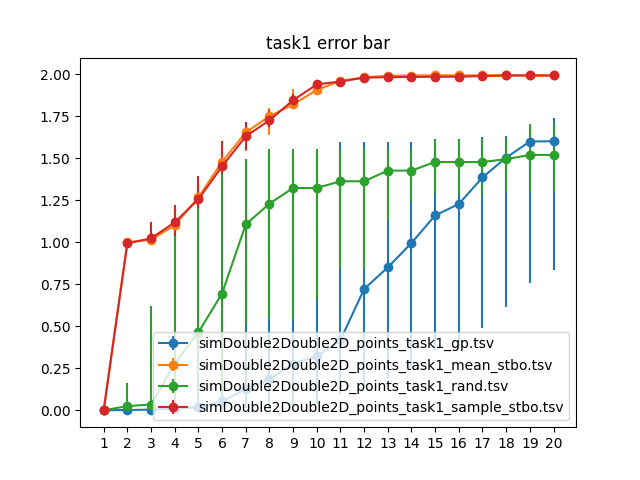 task1 error bar
2.00
1.75
1.50
1.25
1.00
0.75
0.50
0.25
0.00
simDouble2Double2D_points_task1_gp.tsv
simDouble2Double2D_points_task1_mean_stbo.tsv
simDouble2Double2D_points_task1_rand.tsv
simDouble2Double2D_points_task1_sample_stbo.tsv
1 2 3 4 5 6 7 8 9 10 11 12 13 14 15 16 17 18 19 20